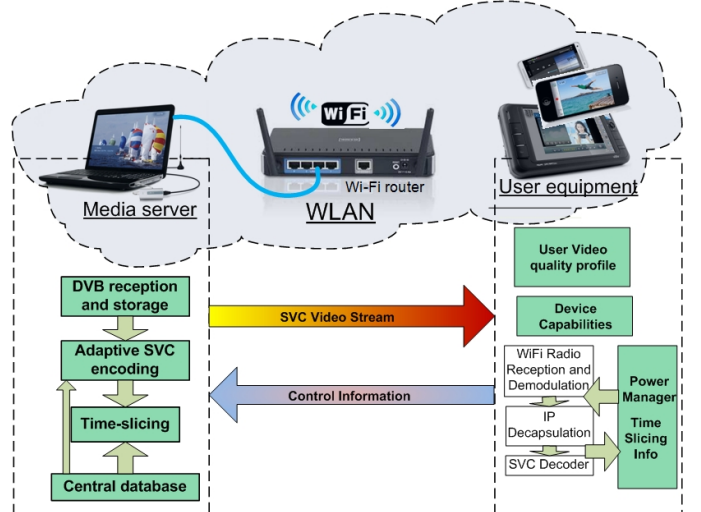 Wi Fi
Wi-Fi router
Media server
WLAN
User equipment
DVB reception
and storage
Adaptive SVC
encoding
Time-slicing
Central database
SVC Video Stream
Control Information
User Video
quality profile
Device
Capabilities
WiFi Radio
Reception and
Demodulation
IP
Decapsulation
SVC Decoder
Power
Manager
Time
Slicing
Info